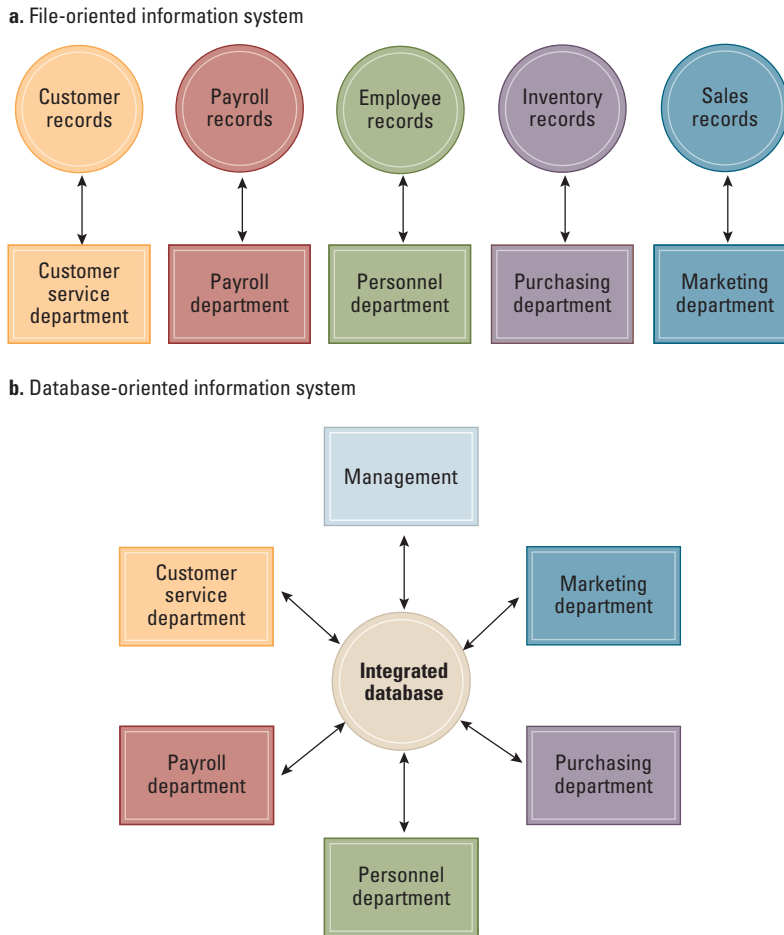 a. File-oriented information system
Customer
records
Payroll
records
Employee
records
Inventory
records
Sales
records
Customer
service
department
Payroll
department
Personnel
department
Purchasing
department
Marketing
department
b. Database-oriented information system
Management
Customer
service
department
Marketing
department
Integrated
database
Payroll
department
Purchasing
department
Personnel
department